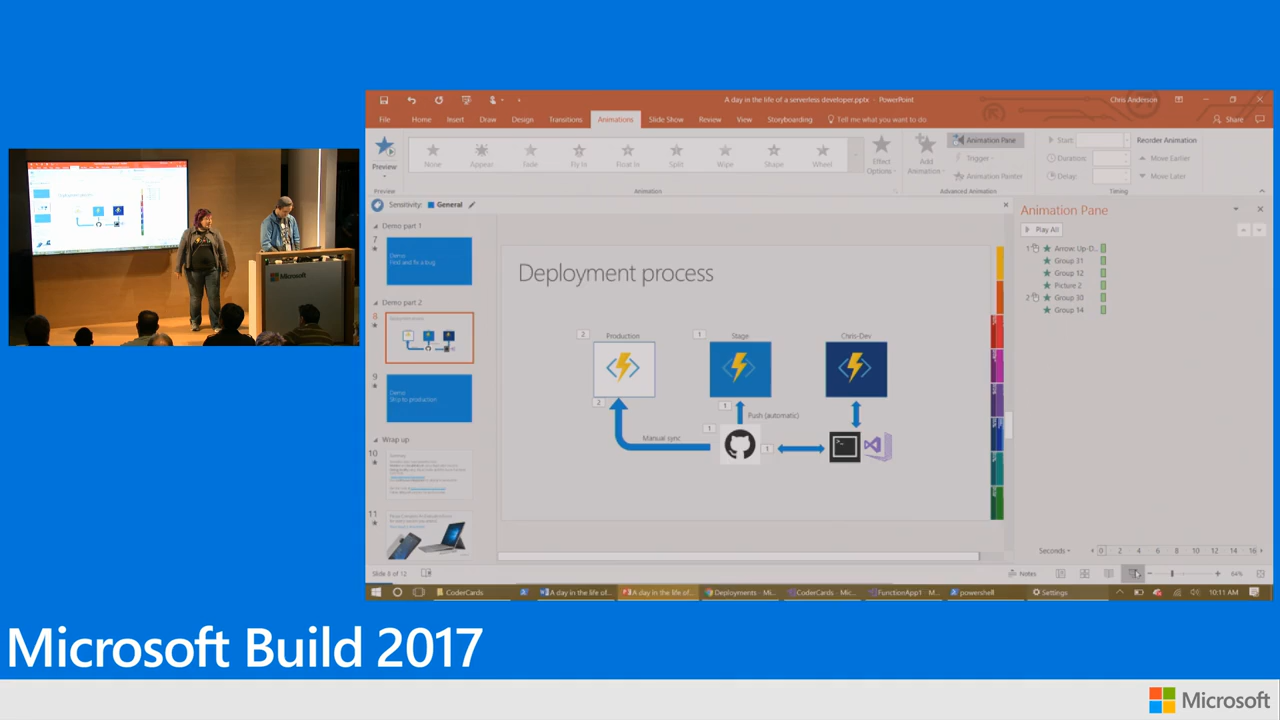 A day in the life of a serverless developer.pptx - PowerPoint
Chris Anderson
File Home Insert Draw Design Transitions Animations Slide Show Review View Storyboarding Tell me what you want to do
Share
Preview
None Appear Fade Fly In Float In Split Wipe Shape Wheel
Effect Options
Add Animation
Animation Pane
Trigger
Animation Painter
Start:
Duration:
Delay:
Reorder Animation
Move Earlier
Move Later
Preview Animation Advanced Animation Timing
Sensitivity: General
Demo part 1
7
Demo
Find and fix a bug
Demo part 2
8
9
Demo
Ship to production
Wrap up
10
11
Deployment process
2 Production
1 Stage
Chris-Dev
2
1
Push (automatic)
1
Manual sync
1
Animation Pane
Play All
1 Arrow: Up-D...
Group 31
Group 12
Picture 2
2 Group 30
Group 14
Seconds 0 2 4 6 8 10 12 14 16
Slide 8 of 12
Notes
64%
CoderCards
A day in the life of...
A day in the life of...
Deployments - Mi...
CoderCards - Mic...
FunctionApp1 - M...
powershell
Settings
10:11 AM
Microsoft
Microsoft Build 2017
Microsoft